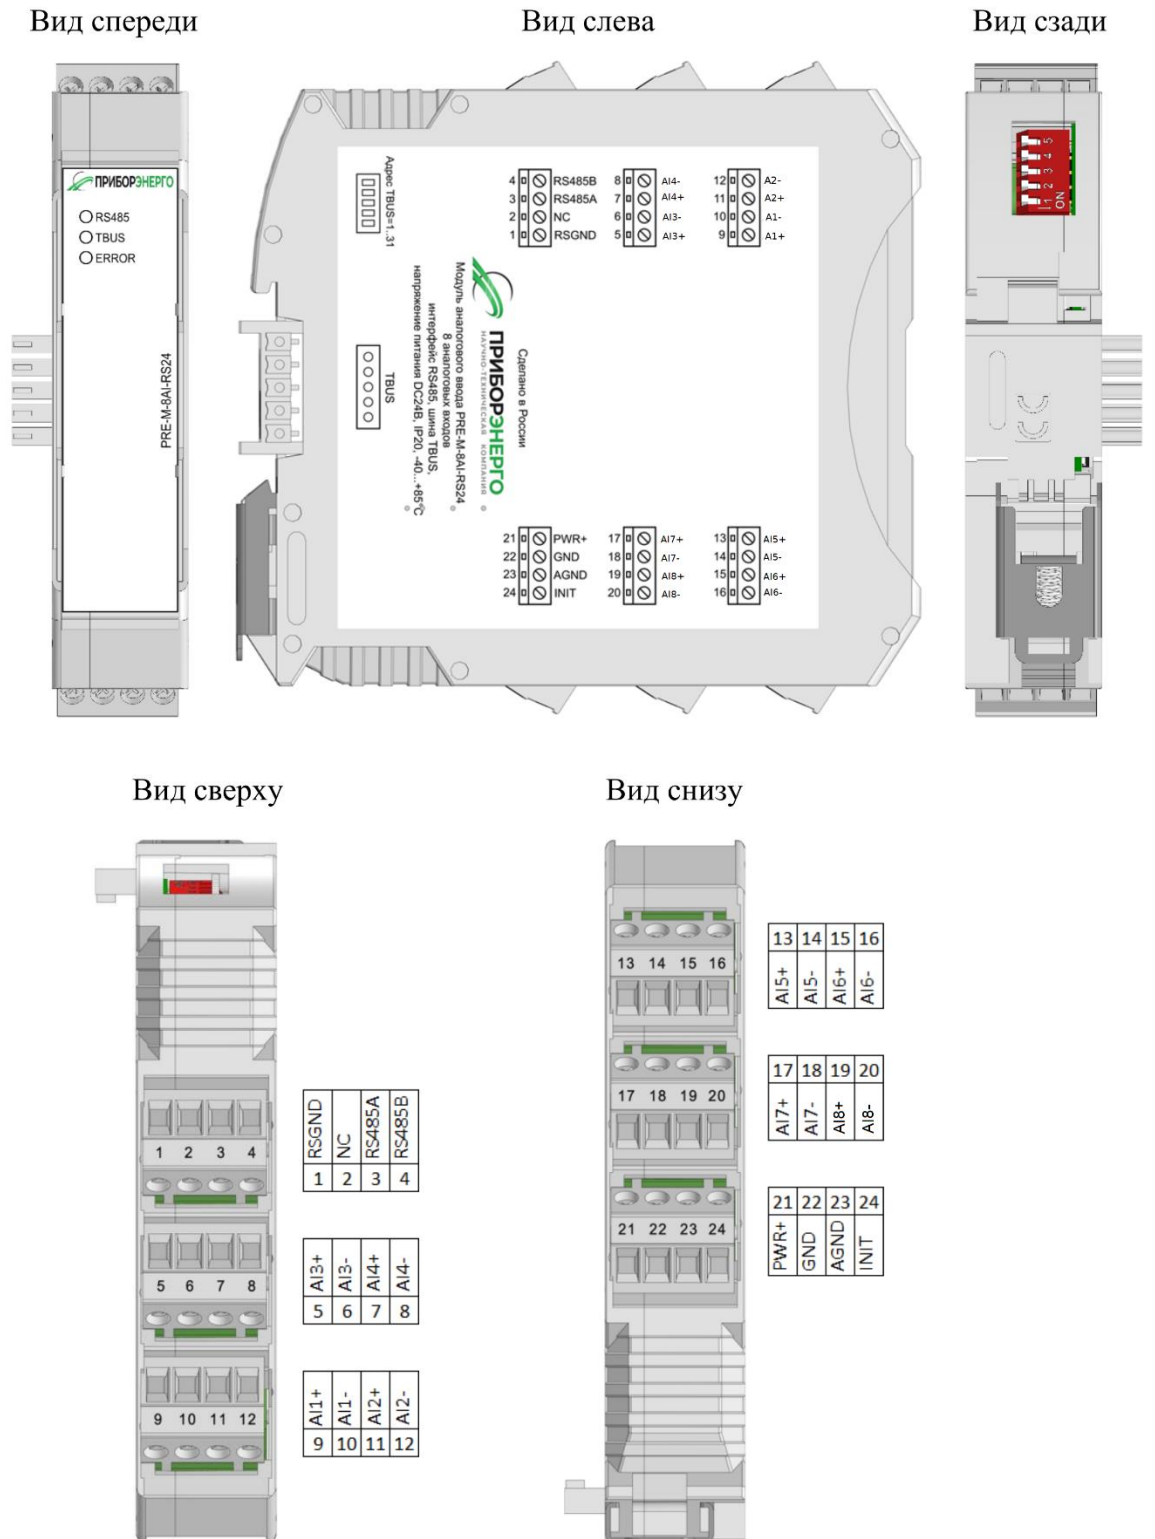 Вид спереди
Вид слева
Вид сзади
ПРИБОРЭНЕРГО
RS485
TBUS
ERROR
PRE-M-8AI-RS24
Адрес TBUS=1..31
TBUS
4 RS485B
3 RS485A
2 NC
1 RSGND
8 AI4-
7 AI4+
6 AI3-
5 AI3+
12 A2-
11 A2+
10 A1-
9 A1+
Сделано в России
ПРИБОРЭНЕРГО
НАУЧНО-ТЕХНИЧЕСКАЯ КОМПАНИЯ
Модуль аналогового ввода PRE-M-8AI-RS24
8 аналоговых входов
интерфейс RS485, шина TBUS,
напряжение питания DC24В, IP20, -40...+85°C
21 PWR+
22 GND
23 AGND
24 INIT
17 AI7+
18 AI7-
19 AI8+
20 AI8-
13 AI5+
14 AI5-
15 AI6+
16 AI6-
1 2 3 4 5
ON
Вид сверху
Вид снизу
1 2 3 4
5 6 7 8
9 10 11 12
RSGND NC RS485A RS485B
1 2 3 4
AI3+ AI3- AI4+ AI4-
5 6 7 8
AI1+ AI1- AI2+ AI2-
9 10 11 12
13 14 15 16
17 18 19 20
21 22 23 24
13 14 15 16
AI5+ AI5- AI6+ AI6-
17 18 19 20
AI7+ AI7- AI8+ AI8-
21 22 23 24
PWR+ GND AGND INIT